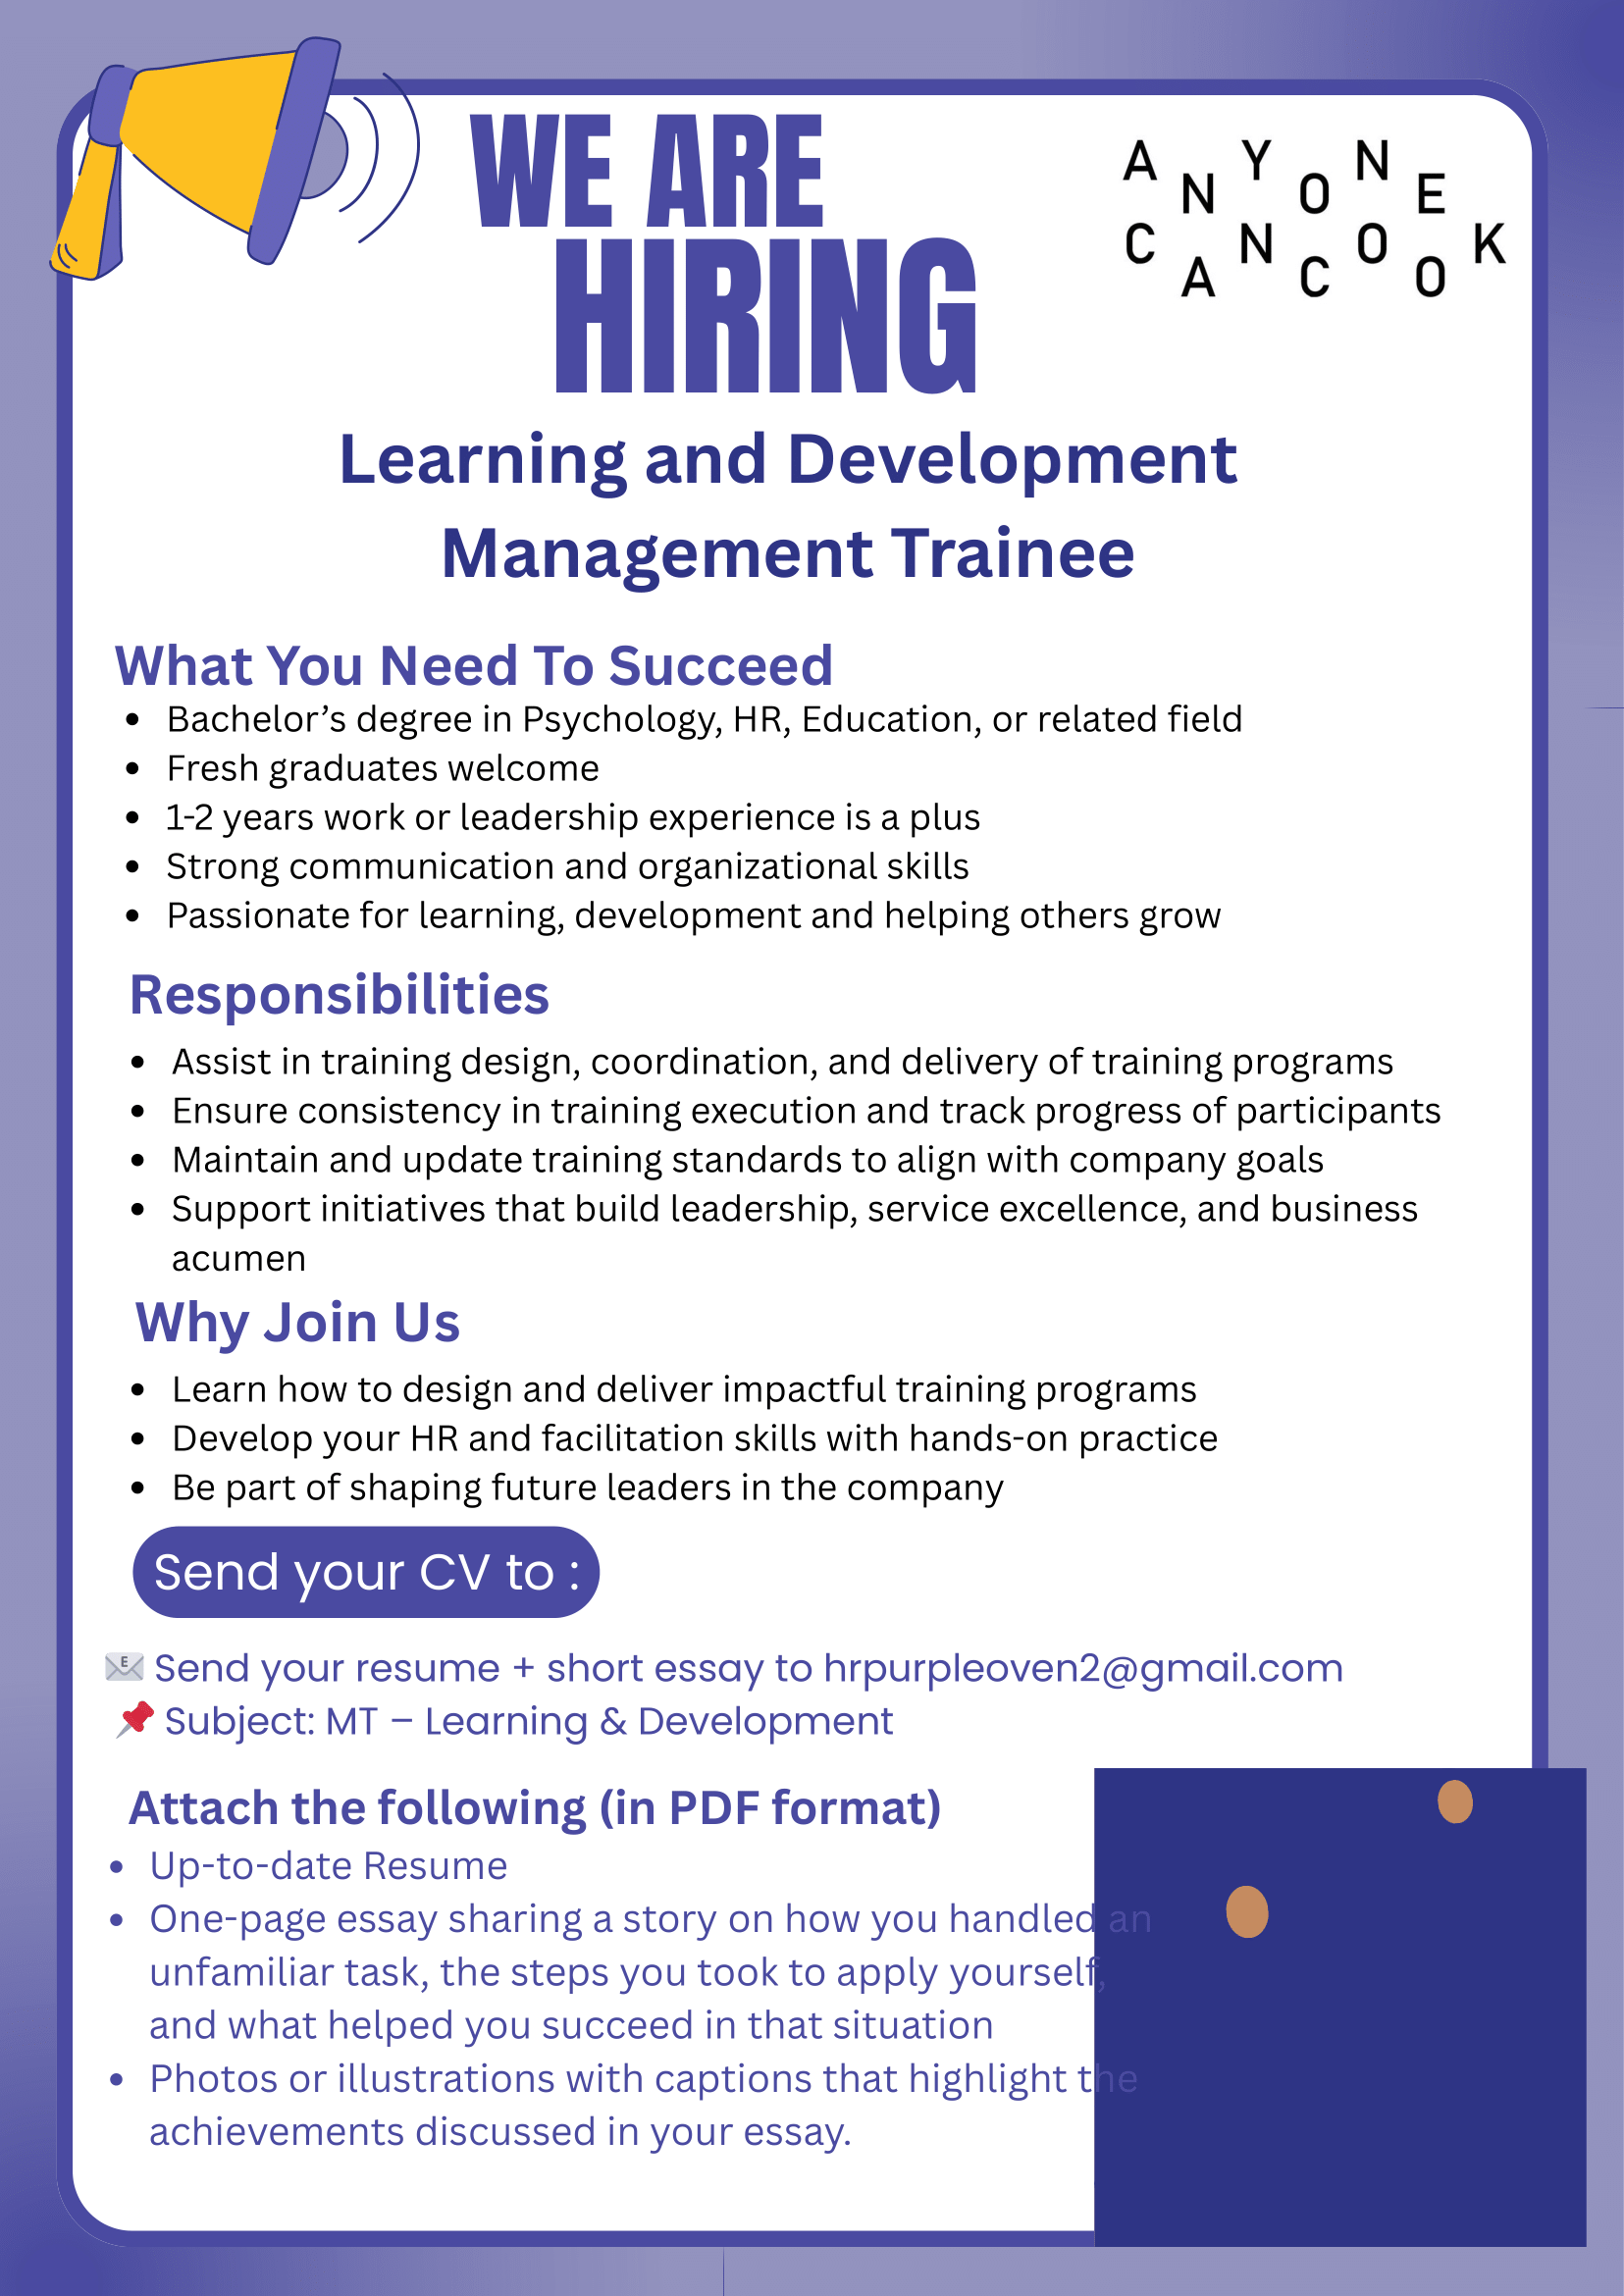 WE ARE
HIRING
ANYONE
CAN COOK
Learning and Development
Management Trainee
What You Need To Succeed
• Bachelor’s degree in Psychology, HR, Education, or related field
• Fresh graduates welcome
• 1-2 years work or leadership experience is a plus
• Strong communication and organizational skills
• Passionate for learning, development and helping others grow
Responsibilities
• Assist in training design, coordination, and delivery of training programs
• Ensure consistency in training execution and track progress of participants
• Maintain and update training standards to align with company goals
• Support initiatives that build leadership, service excellence, and business
acumen
Why Join Us
• Learn how to design and deliver impactful training programs
• Develop your HR and facilitation skills with hands-on practice
• Be part of shaping future leaders in the company
Send your CV to :
📧 Send your resume + short essay to hrpurpleoven2@gmail.com
📌 Subject: MT – Learning & Development
Attach the following (in PDF format)
• Up-to-date Resume
• One-page essay sharing a story on how you handled an
unfamiliar task, the steps you took to apply yourself,
and what helped you succeed in that situation
• Photos or illustrations with captions that highlight the
achievements discussed in your essay.